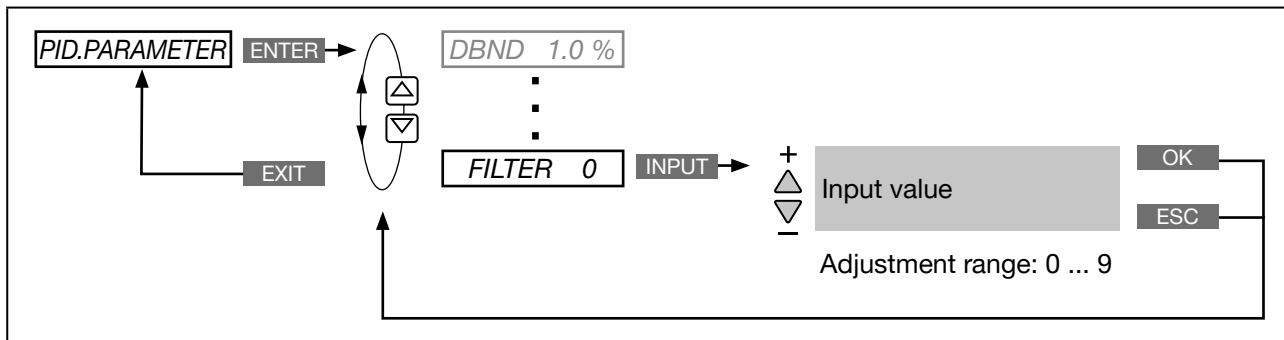 PID.PARAMETER ENTER DBND 1.0 %
EXIT FILTER 0 INPUT + Input value OK
− ESC
Adjustment range: 0 ... 9